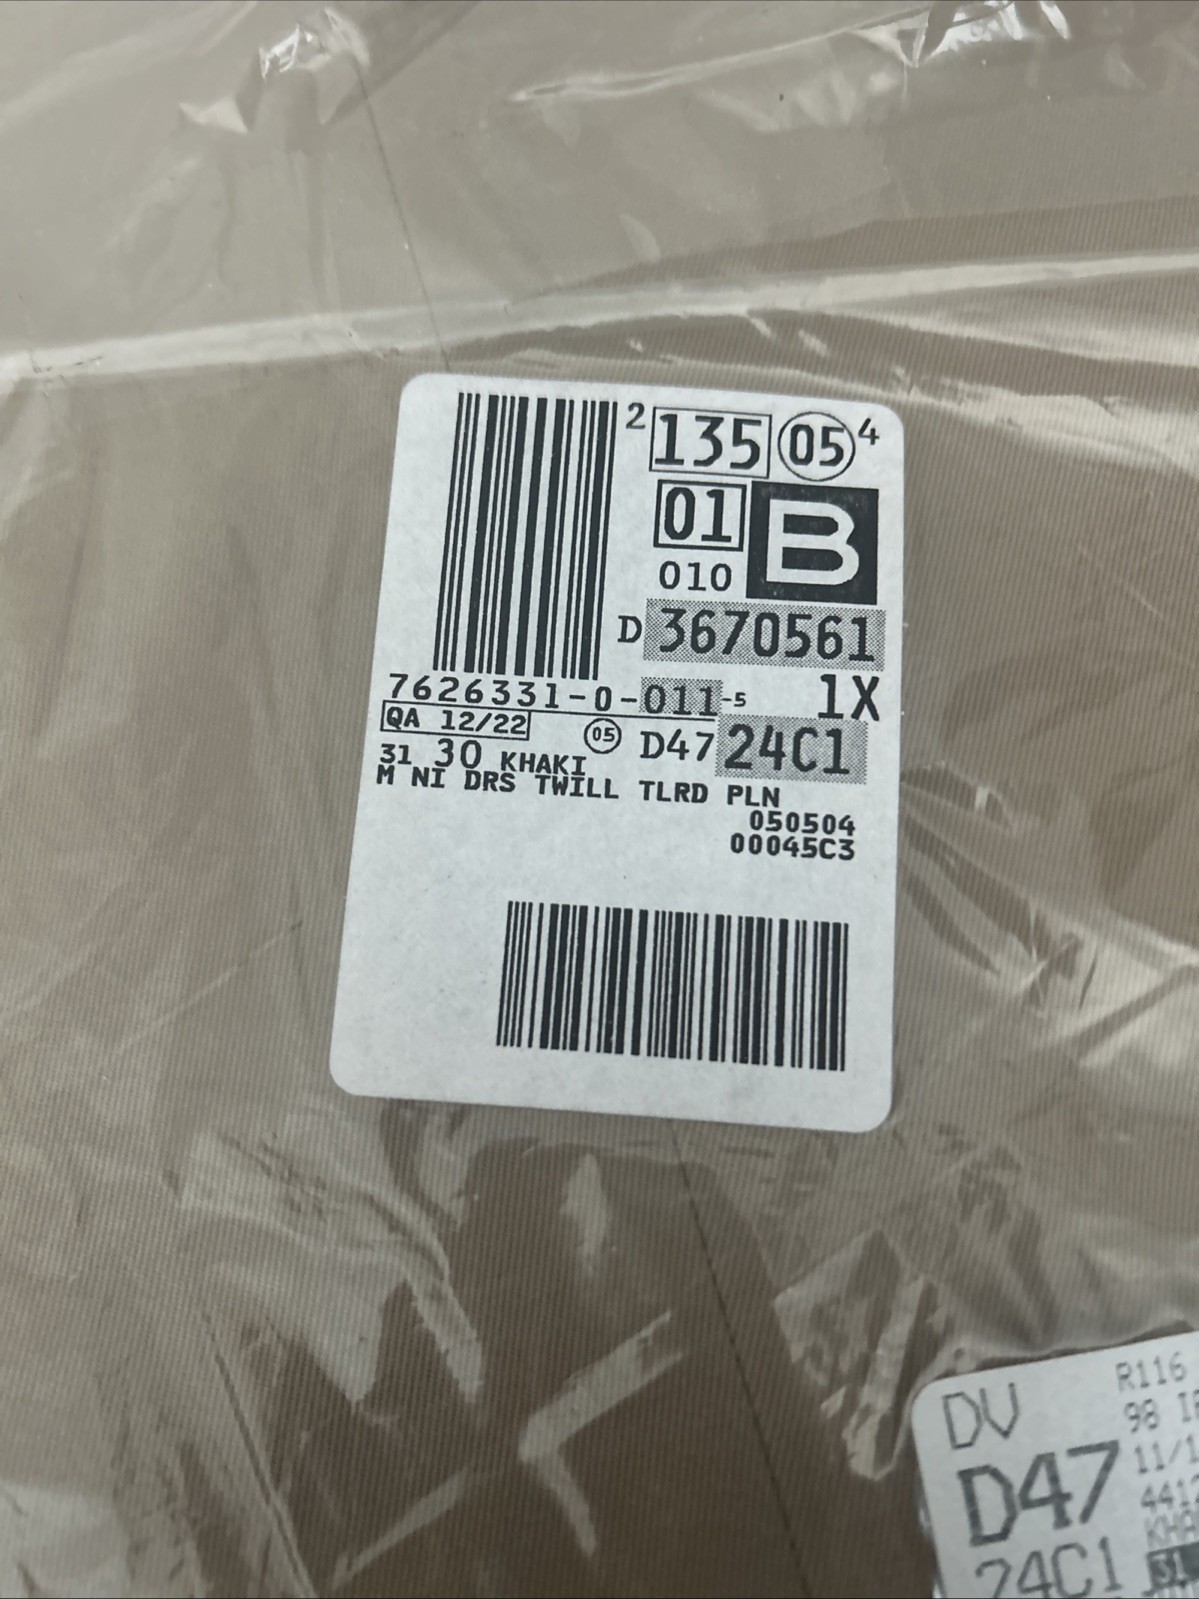 2 135 05 4
01 B
010
D 3670561
7626331-0-011-5 1X
QA 12/22 05 D47 24C1
31 30 KHAKI
M NI DRS TWILL TLRD PLN
050504
00045C3
DV R116
98
D47 11/1
24C1